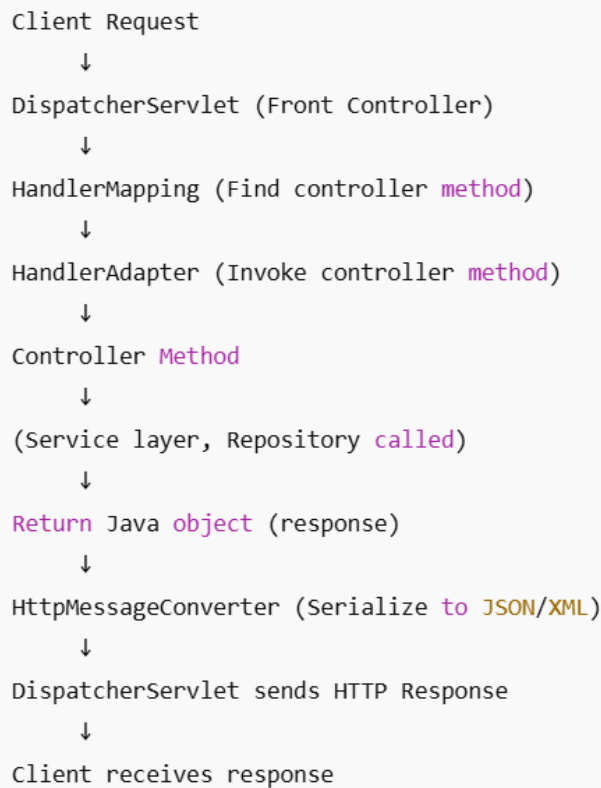 Client Request
↓
DispatcherServlet (Front Controller)
↓
HandlerMapping (Find controller method)
↓
HandlerAdapter (Invoke controller method)
↓
Controller Method
↓
(Service layer, Repository called)
↓
Return Java object (response)
↓
HttpMessageConverter (Serialize to JSON/XML)
↓
DispatcherServlet sends HTTP Response
↓
Client receives response